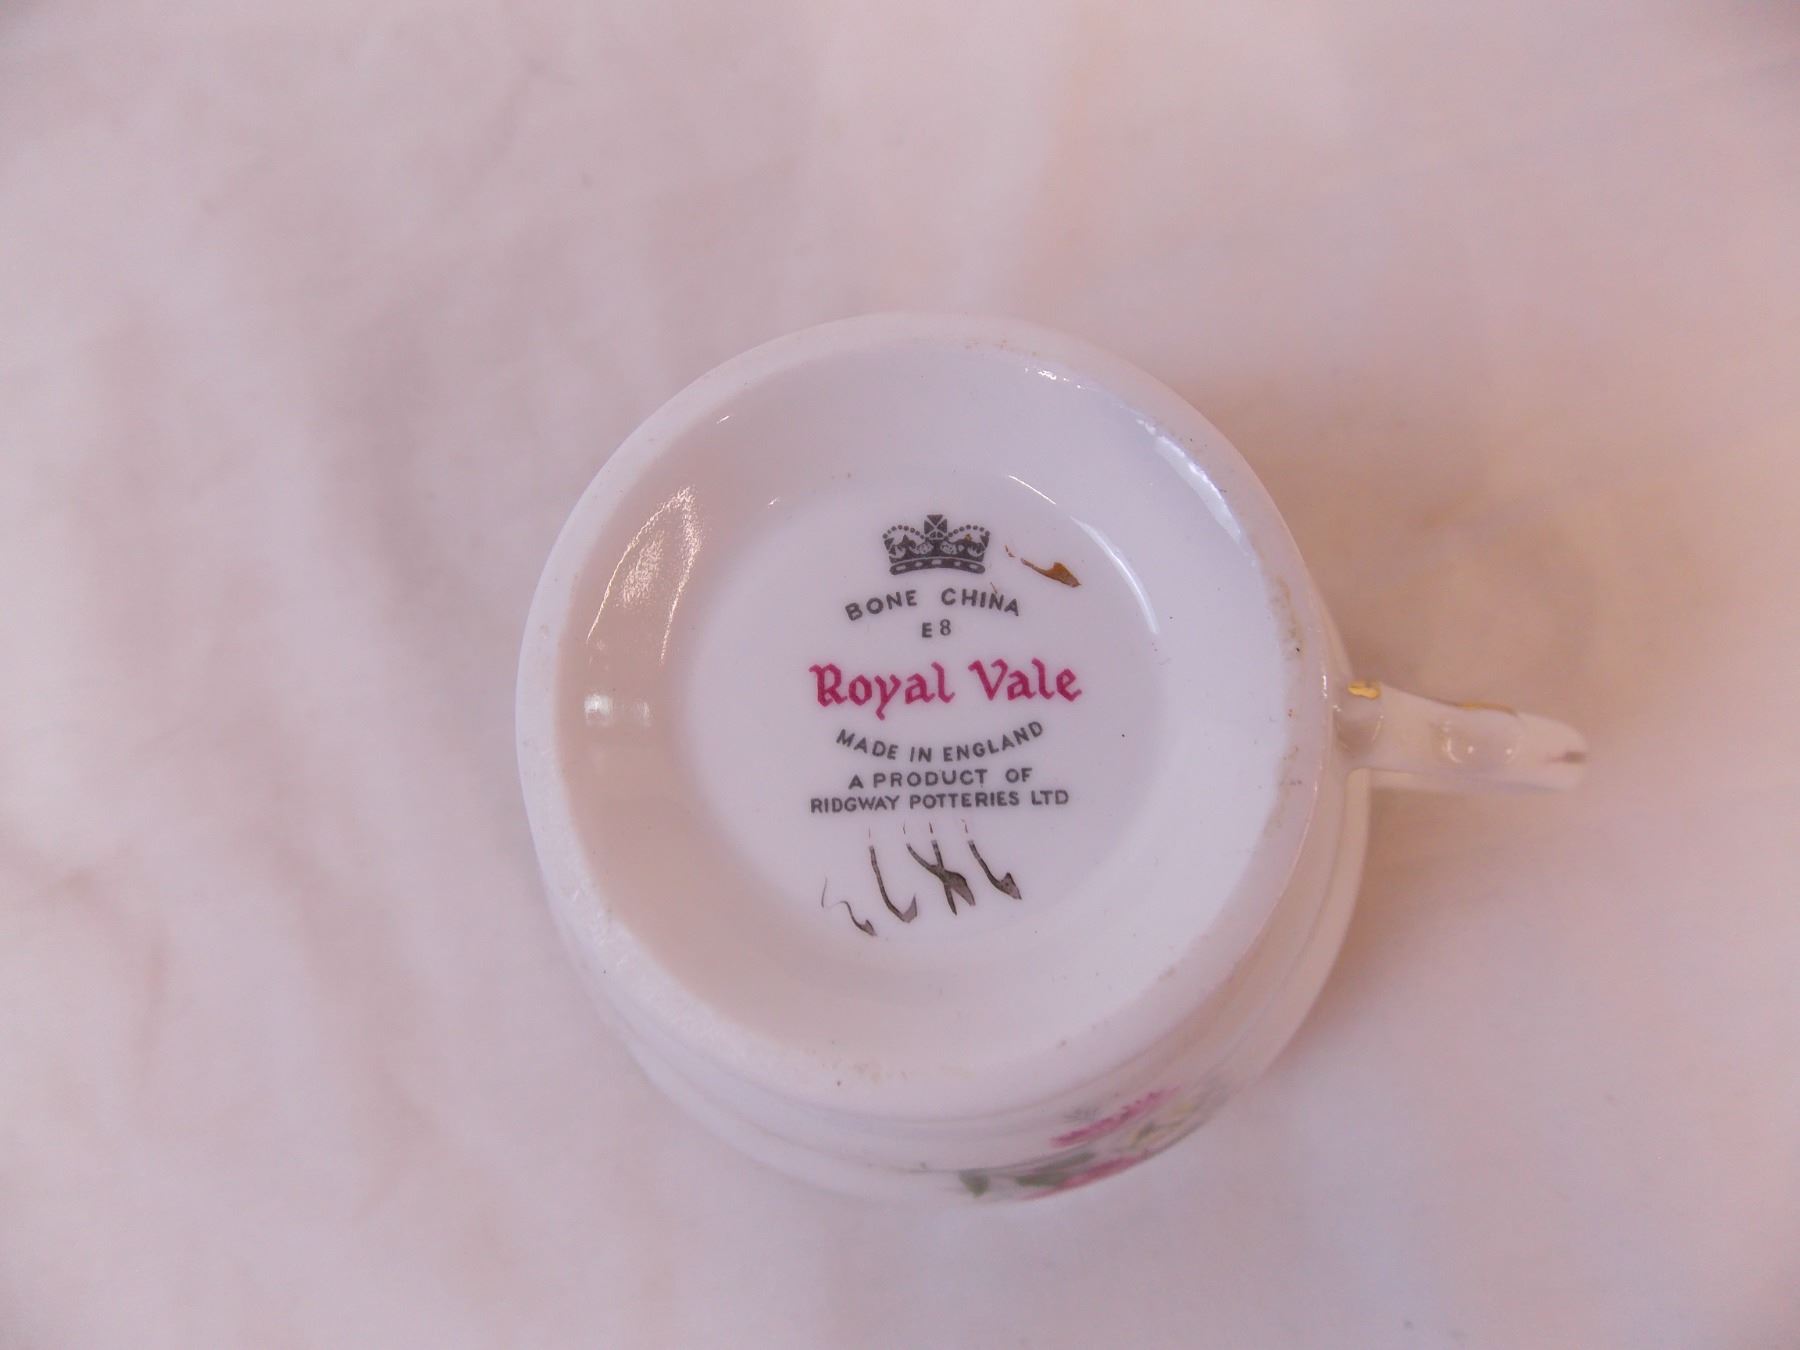 BONE CHINA
E8
Royal Vale
MADE IN ENGLAND
A PRODUCT OF
RIDGWAY POTTERIES LTD